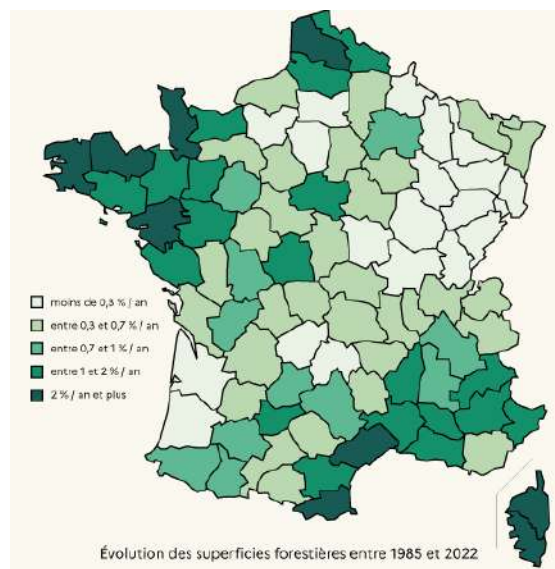 moins de 0,3 % / an
entre 0,3 et 0,7 % / an
entre 0,7 et 1 % / an
entre 1 et 2 % / an
2 % / an et plus
Évolution des superficies forestières entre 1985 et 2022